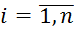 i = \overline{1,n}